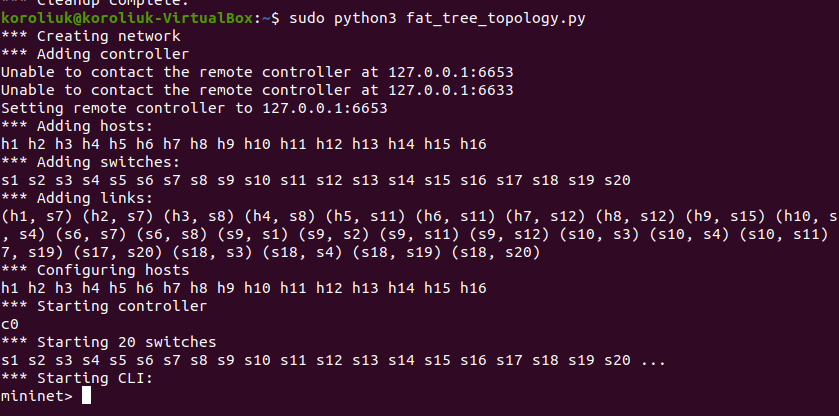 Cleanup complete.
koroliuk@koroliuk-VirtualBox:~$ sudo python3 fat_tree_topology.py
*** Creating network
*** Adding controller
Unable to contact the remote controller at 127.0.0.1:6653
Unable to contact the remote controller at 127.0.0.1:6633
Setting remote controller to 127.0.0.1:6653
*** Adding hosts:
h1 h2 h3 h4 h5 h6 h7 h8 h9 h10 h11 h12 h13 h14 h15 h16
*** Adding switches:
s1 s2 s3 s4 s5 s6 s7 s8 s9 s10 s11 s12 s13 s14 s15 s16 s17 s18 s19 s20
*** Adding links:
(h1, s7) (h2, s7) (h3, s8) (h4, s8) (h5, s11) (h6, s11) (h7, s12) (h8, s12) (h9, s15) (h10, s
, s4) (s6, s7) (s6, s8) (s9, s1) (s9, s2) (s9, s11) (s9, s12) (s10, s3) (s10, s4) (s10, s11)
7, s19) (s17, s20) (s18, s3) (s18, s4) (s18, s19) (s18, s20)
*** Configuring hosts
h1 h2 h3 h4 h5 h6 h7 h8 h9 h10 h11 h12 h13 h14 h15 h16
*** Starting controller
c0
*** Starting 20 switches
s1 s2 s3 s4 s5 s6 s7 s8 s9 s10 s11 s12 s13 s14 s15 s16 s17 s18 s19 s20 ...
*** Starting CLI:
mininet>